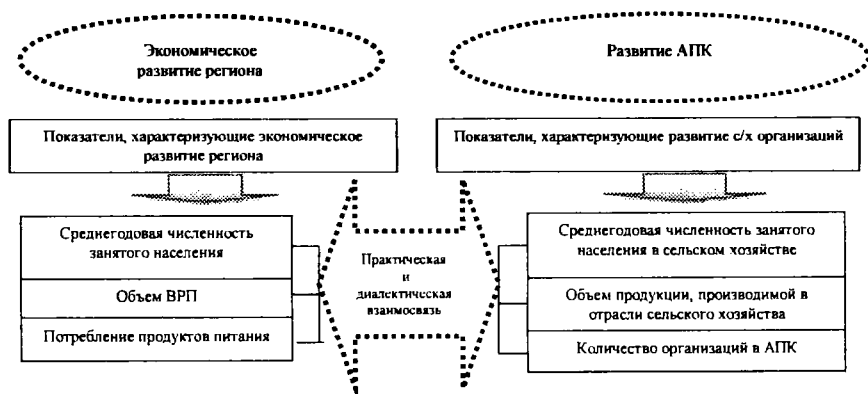 Экономическое
развитие региона
Развитие АПК
Показатели, характеризующие экономическое
развитие региона
Показатели, характеризующие развитие с/х организаций
Среднегодовая численность
занятого населения
Объем ВРП
Потребление продуктов питания
Практическая
и
диалектическая
взаимосвязь
Среднегодовая численность занятого
населения в сельском хозяйстве
Объем продукции, производимой в
отрасли сельского хозяйства
Количество организаций в АПК